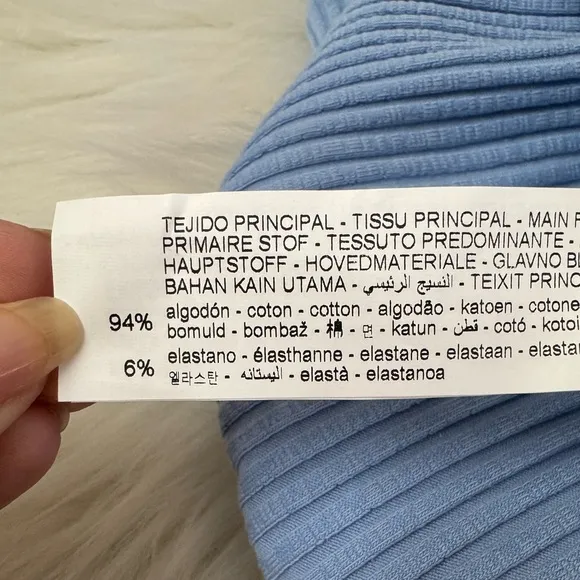 TEJIDO PRINCIPAL - TISSU PRINCIPAL - MAIN F
PRIMAIRE STOF - TESSUTO PREDOMINANTE -
HAUPTSTOFF - HOVEDMATERIALE - GLAVNO BL
BAHAN KAIN UTAMA - النسيج الرئيسي - TEIXIT PRINC
94% algodón - coton - cotton - algodão - katoen - cotone
bomuld - bombaž - 棉 - 면 - katun - قطن - cotó - kotoi
6% elastano - élasthanne - elastane - elastaan - elastan
엘라스탄 - اليستانه - elastà - elastanoa